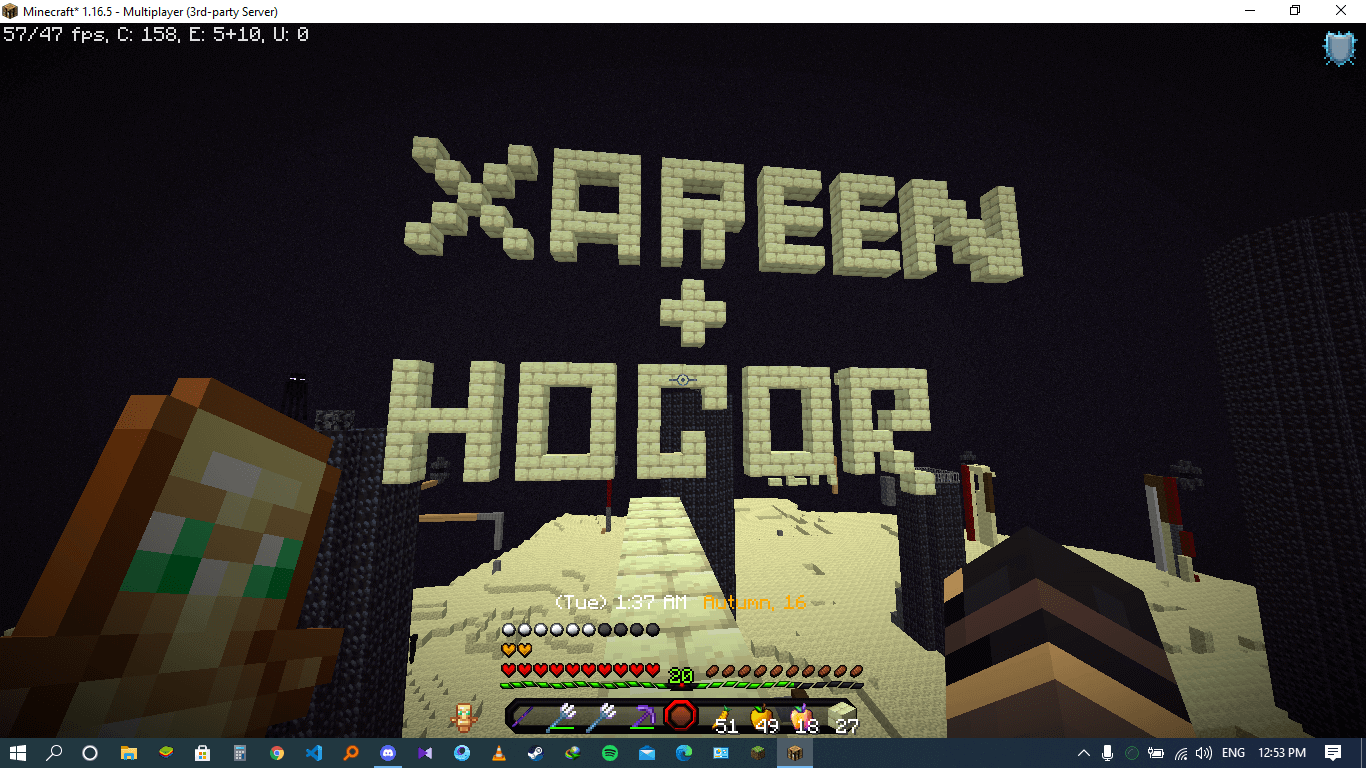 Minecraft* 1.16.5 - Multiplayer (3rd-party Server)
57/47 fps, C: 158, E: 5+10, U: 0
XAREEN
+
HOGOR
(Tue) 1:37 AM Autumn, 16
20
51 49 18 27
ENG 12:53 PM